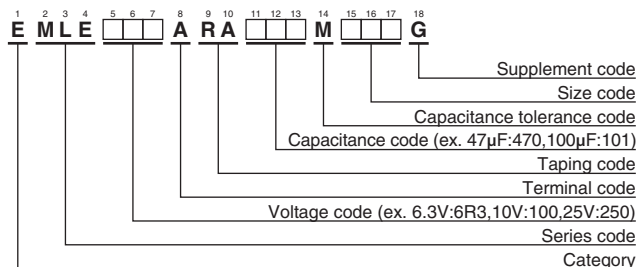 1 2 3 4 5 6 7 8 9 10 11 12 13 14 15 16 17 18
E M L E A R A M G
Supplement code
Size code
Capacitance tolerance code
Capacitance code (ex. 47μF:470,100μF:101)
Taping code
Terminal code
Voltage code (ex. 6.3V:6R3,10V:100,25V:250)
Series code
Category